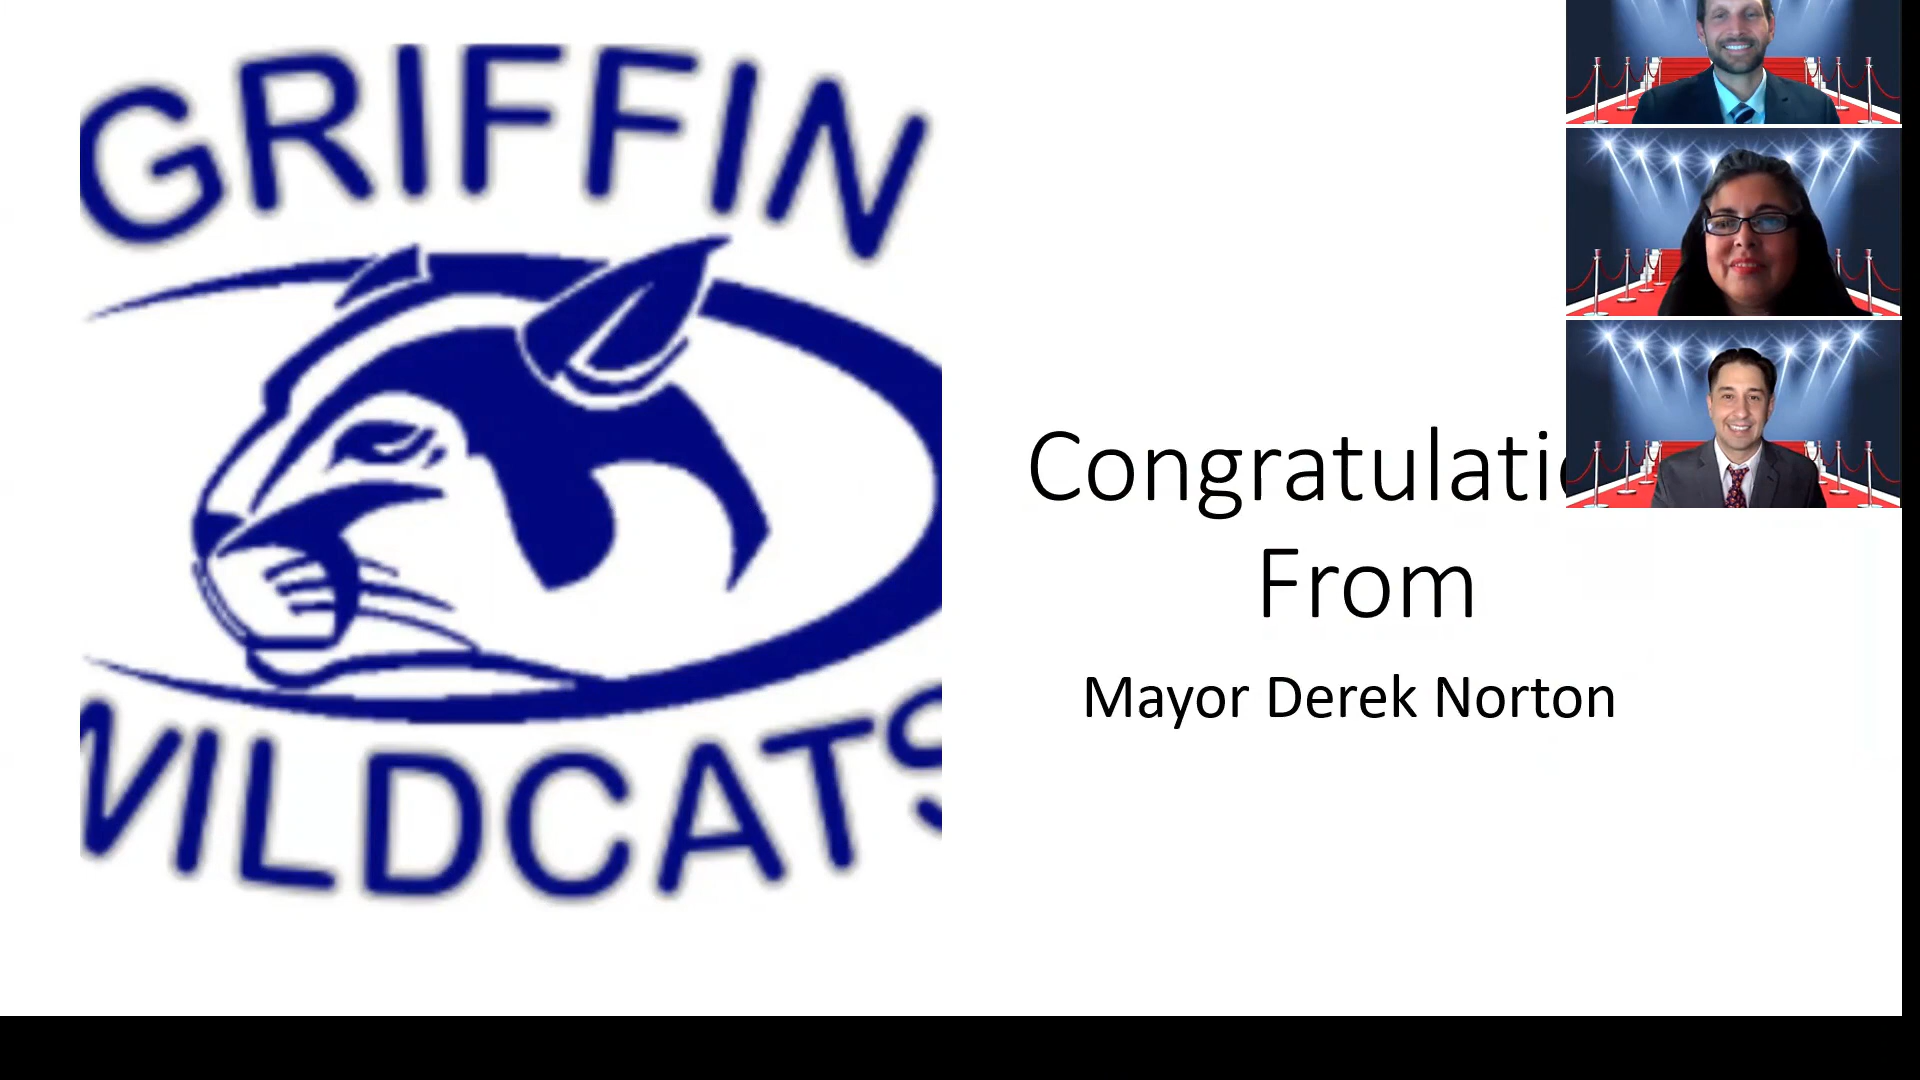 GRIFFIN
WILDCATS
Congratulati
From
Mayor Derek Norton